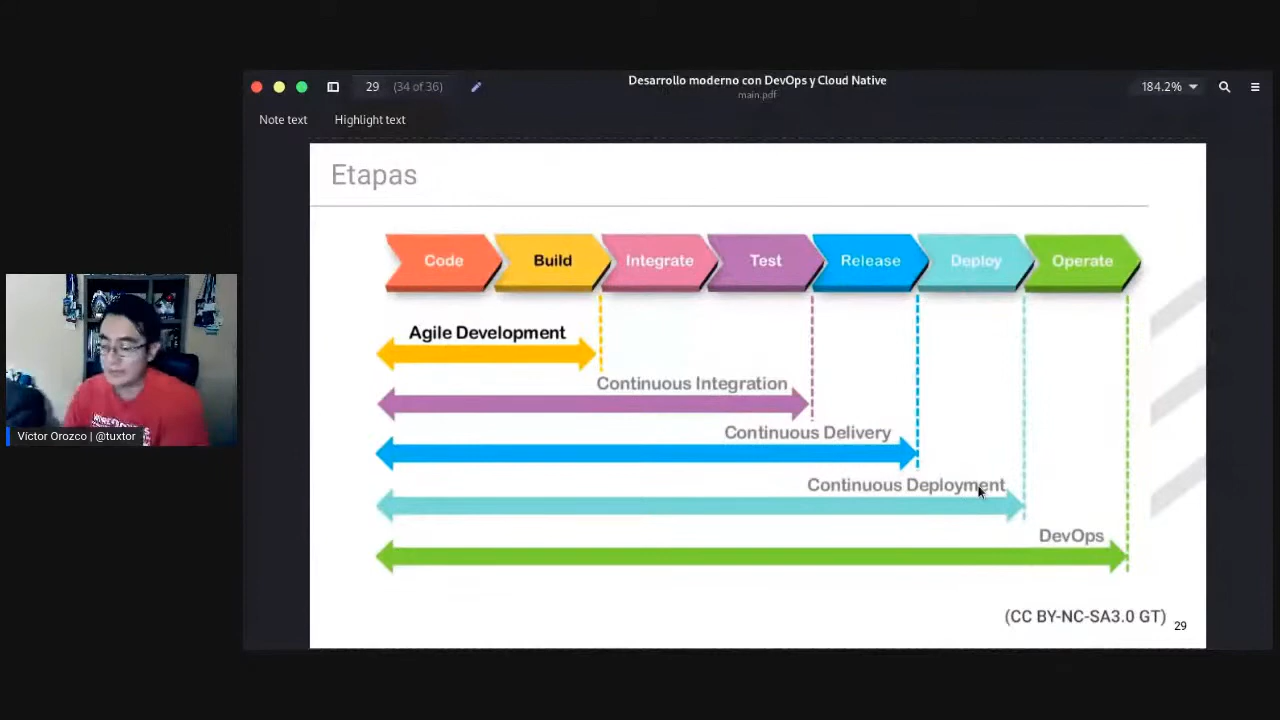 Desarrollo moderno con DevOps y Cloud Native
29 (34 of 36)
184.2%
main.pdf
Note text Highlight text
Etapas
Code Build Integrate Test Release Deploy Operate
Agile Development
Continuous Integration
Continuous Delivery
Víctor Orozco | @tuxtor
Continuous Deployment
DevOps
(CC BY-NC-SA3.0 GT)
29